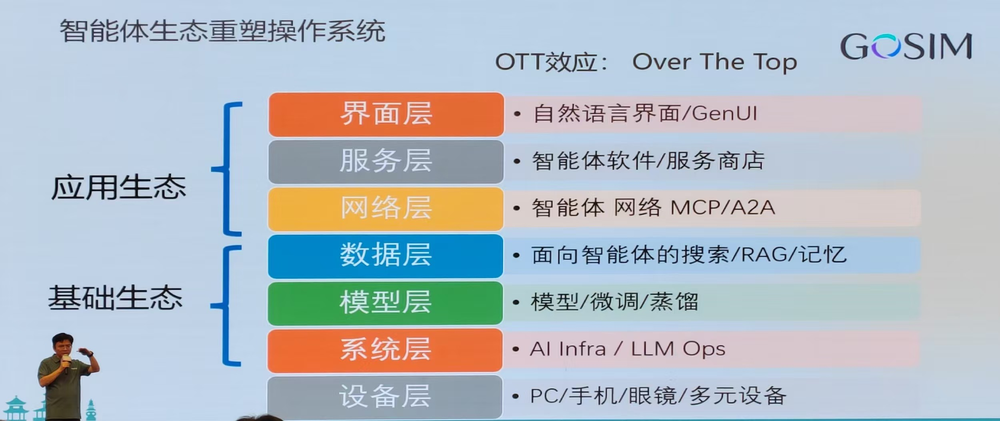 智能体生态重塑操作系统
GOSIM
OTT效应： Over The Top
应用生态
界面层
• 自然语言界面/GenUI
服务层
• 智能体软件/服务商店
网络层
• 智能体 网络 MCP/A2A
基础生态
数据层
• 面向智能体的搜索/RAG/记忆
模型层
• 模型/微调/蒸馏
系统层
• AI Infra / LLM Ops
设备层
• PC/手机/眼镜/多元设备